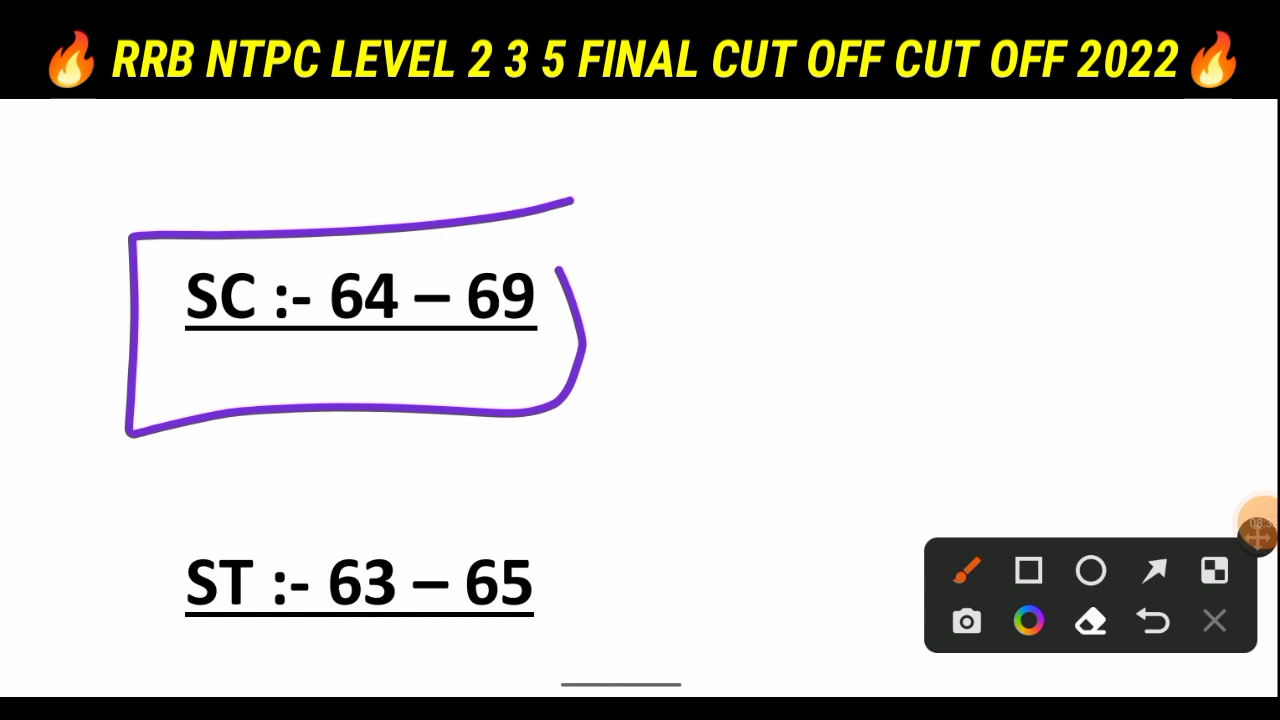 🔥 RRB NTPC LEVEL 2 3 5 FINAL CUT OFF CUT OFF 2022🔥
SC :- 64 – 69
ST :- 63 – 65